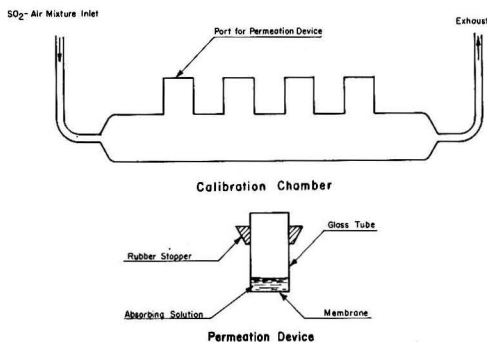 SO2- Air Mixture Inlet
Port for Permeation Device
Exhaust
Calibration Chamber
Rubber Stopper
Glass Tube
Absorbing Solution
Membrane
Permeation Device